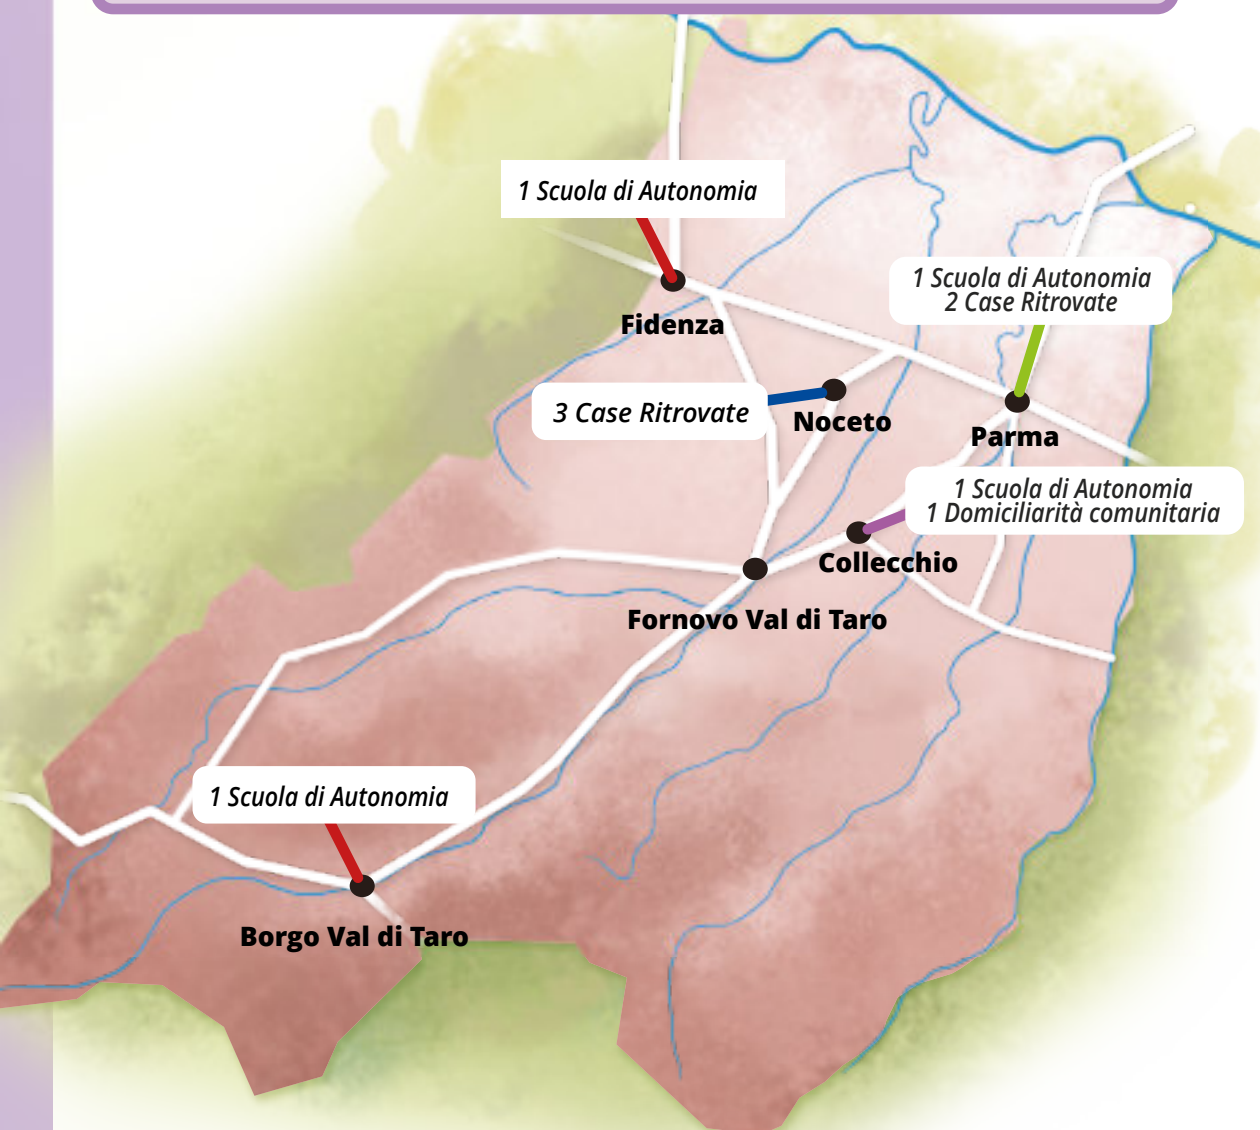 1 Scuola di Autonomia
Fidenza
1 Scuola di Autonomia
2 Case Ritrovate
3 Case Ritrovate
Noceto
Parma
1 Scuola di Autonomia
1 Domiciliarità comunitaria
Collecchio
Fornovo Val di Taro
1 Scuola di Autonomia
Borgo Val di Taro